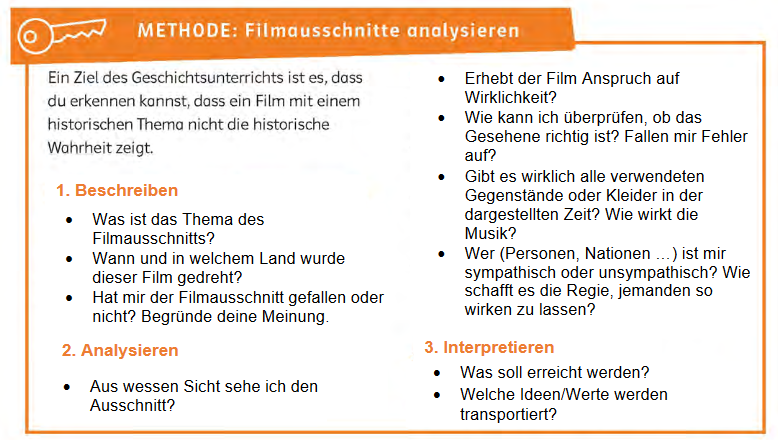 METHODE: Filmausschnitte analysieren
Ein Ziel des Geschichtsunterrichts ist es, dass
du erkennen kannst, dass ein Film mit einem
historischen Thema nicht die historische
Wahrheit zeigt.
1. Beschreiben
• Was ist das Thema des
Filmausschnitts?
• Wann und in welchem Land wurde
dieser Film gedreht?
• Hat mir der Filmausschnitt gefallen oder
nicht? Begründe deine Meinung.
2. Analysieren
• Aus wessen Sicht sehe ich den
Ausschnitt?
• Erhebt der Film Anspruch auf
Wirklichkeit?
• Wie kann ich überprüfen, ob das
Gesehene richtig ist? Fallen mir Fehler
auf?
• Gibt es wirklich alle verwendeten
Gegenstände oder Kleider in der
dargestellten Zeit? Wie wirkt die
Musik?
• Wer (Personen, Nationen …) ist mir
sympathisch oder unsympathisch? Wie
schafft es die Regie, jemanden so
wirken zu lassen?
3. Interpretieren
• Was soll erreicht werden?
• Welche Ideen/Werte werden
transportiert?